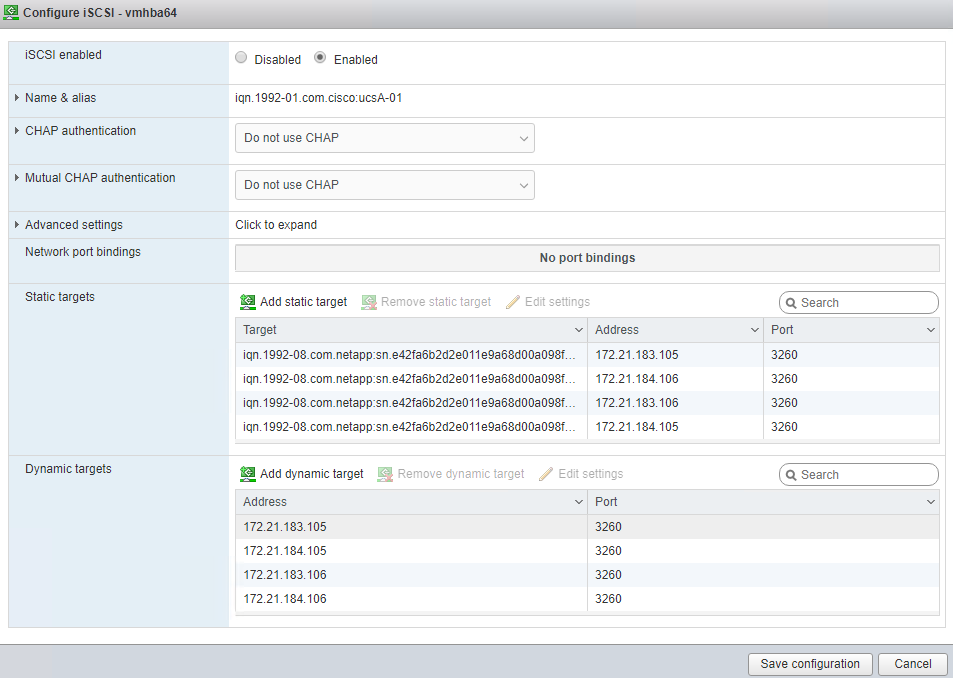 Configure iSCSI - vmhba64
iSCSI enabled
Disabled Enabled
Name & alias iqn.1992-01.com.cisco:ucsA-01
CHAP authentication Do not use CHAP
Mutual CHAP authentication Do not use CHAP
Advanced settings Click to expand
Network port bindings No port bindings
Static targets
Add static target Remove static target Edit settings Search
Target Address Port
iqn.1992-08.com.netapp:sn.e42fa6b2d2e011e9a68d00a098f... 172.21.183.105 3260
iqn.1992-08.com.netapp:sn.e42fa6b2d2e011e9a68d00a098f... 172.21.184.106 3260
iqn.1992-08.com.netapp:sn.e42fa6b2d2e011e9a68d00a098f... 172.21.183.106 3260
iqn.1992-08.com.netapp:sn.e42fa6b2d2e011e9a68d00a098f... 172.21.184.105 3260
Dynamic targets
Add dynamic target Remove dynamic target Edit settings Search
Address Port
172.21.183.105 3260
172.21.184.105 3260
172.21.183.106 3260
172.21.184.106 3260
Save configuration Cancel